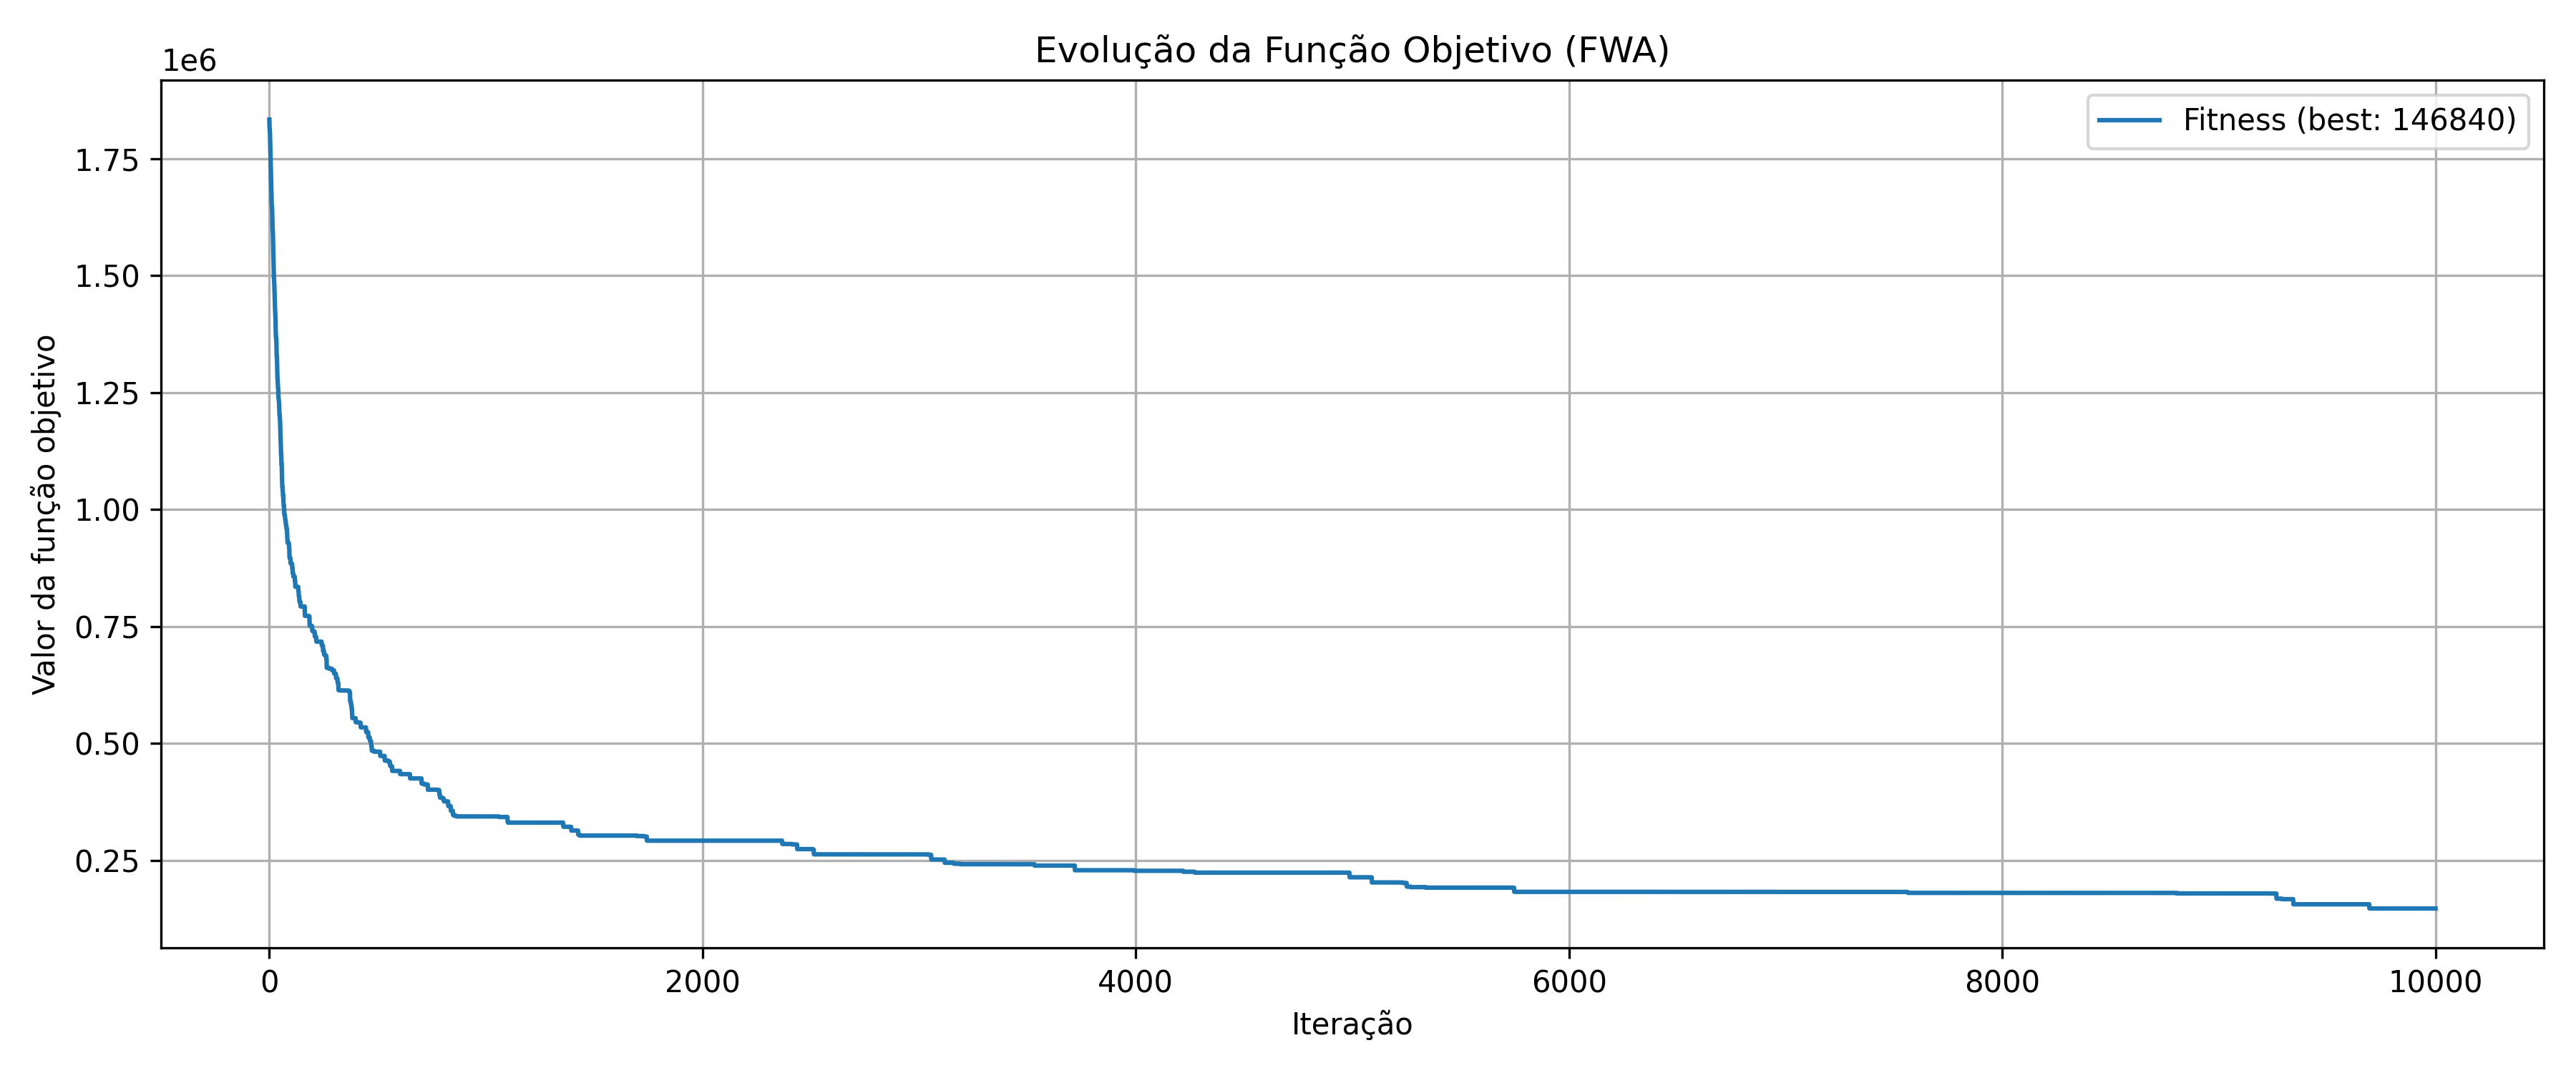 Evolução da Função Objetivo (FWA)
1e6
Fitness (best: 146840)
1.75
1.50
1.25
1.00
0.75
0.50
0.25
Valor da função objetivo
0 2000 4000 6000 8000 10000
Iteração